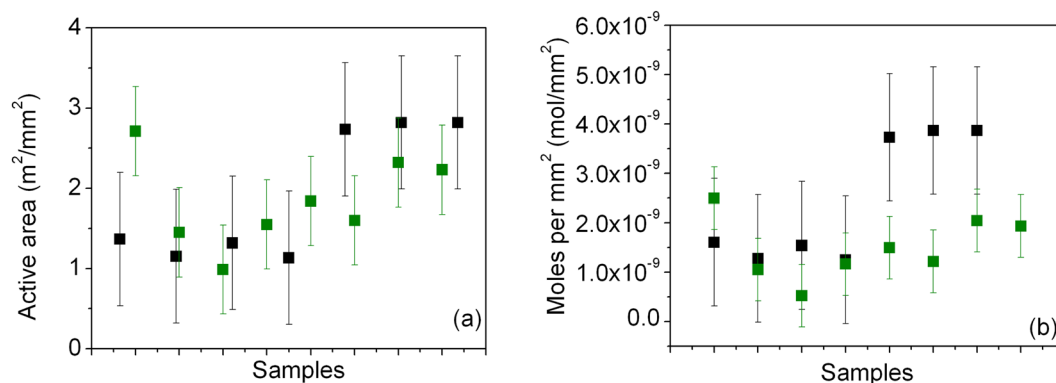 4
3
2
1
0
Active area (m²/mm²)
Samples
(a)
6.0x10⁻⁹
5.0x10⁻⁹
4.0x10⁻⁹
3.0x10⁻⁹
2.0x10⁻⁹
1.0x10⁻⁹
0.0
Moles per mm² (mol/mm²)
Samples
(b)